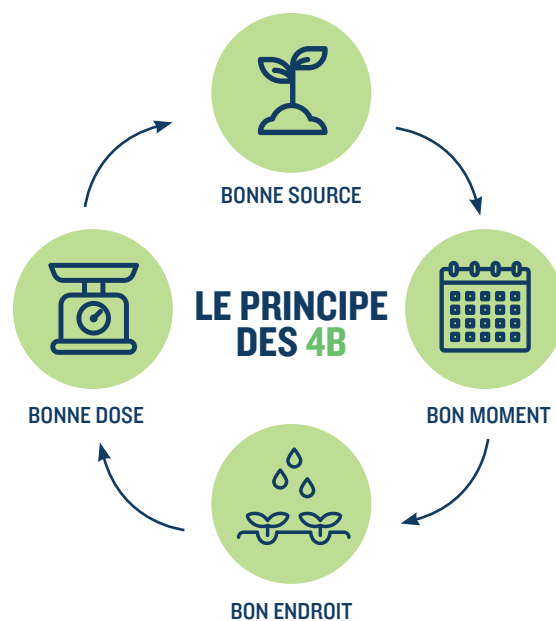 BONNE SOURCE
LE PRINCIPE
DES 4B
BONNE DOSE
BON MOMENT
BON ENDROIT